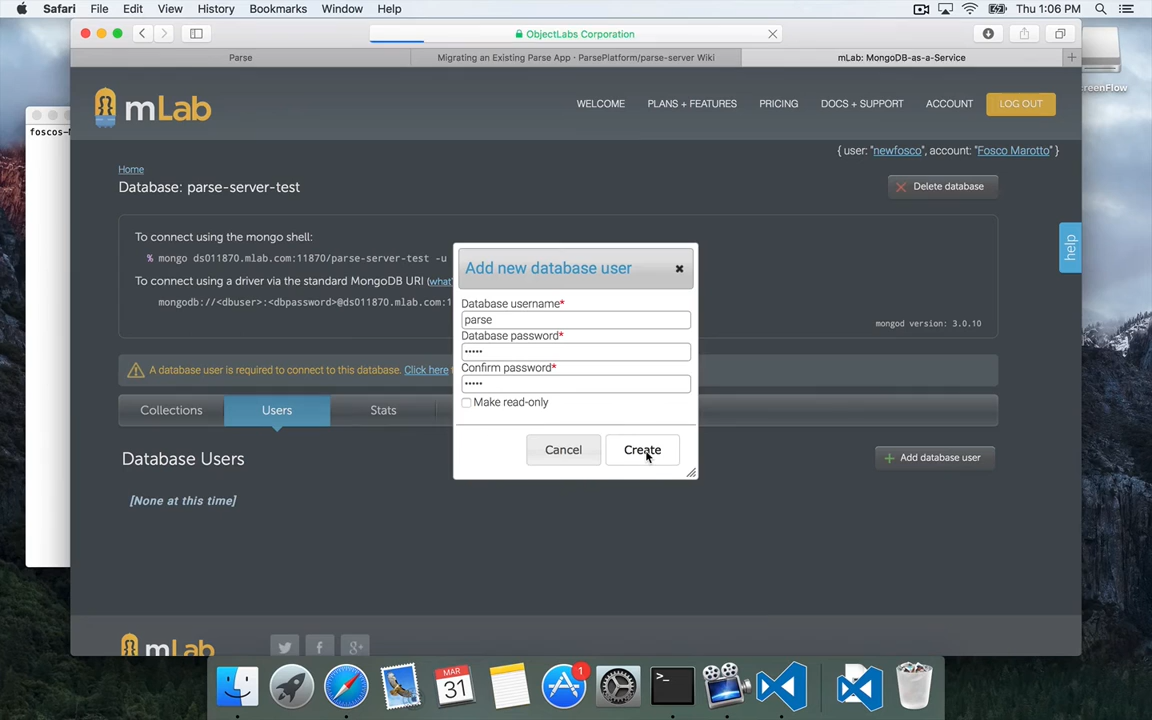 Safari File Edit View History Bookmarks Window Help Thu 1:06 PM
ObjectLabs Corporation
Parse
Migrating an Existing Parse App · ParsePlatform/parse-server Wiki
mLab: MongoDB-as-a-Service
foscos-
mLab
WELCOME PLANS + FEATURES PRICING DOCS + SUPPORT ACCOUNT LOG OUT
{ user: "newfosco", account: "Fosco Marotto" }
Home
Database: parse-server-test
Delete database
To connect using the mongo shell:
% mongo ds011870.mlab.com:11870/parse-server-test -u
To connect using a driver via the standard MongoDB URI (what
mongodb://<dbuser>:<dbpassword>@ds011870.mlab.com:1
mongod version: 3.0.10
help
A database user is required to connect to this database. Click here
Collections Users Stats
Database Users
Add database user
[None at this time]
Add new database user
Database username*
parse
Database password*
•••••
Confirm password*
•••••
Make read-only
Cancel Create
mLab
MAR
31
1